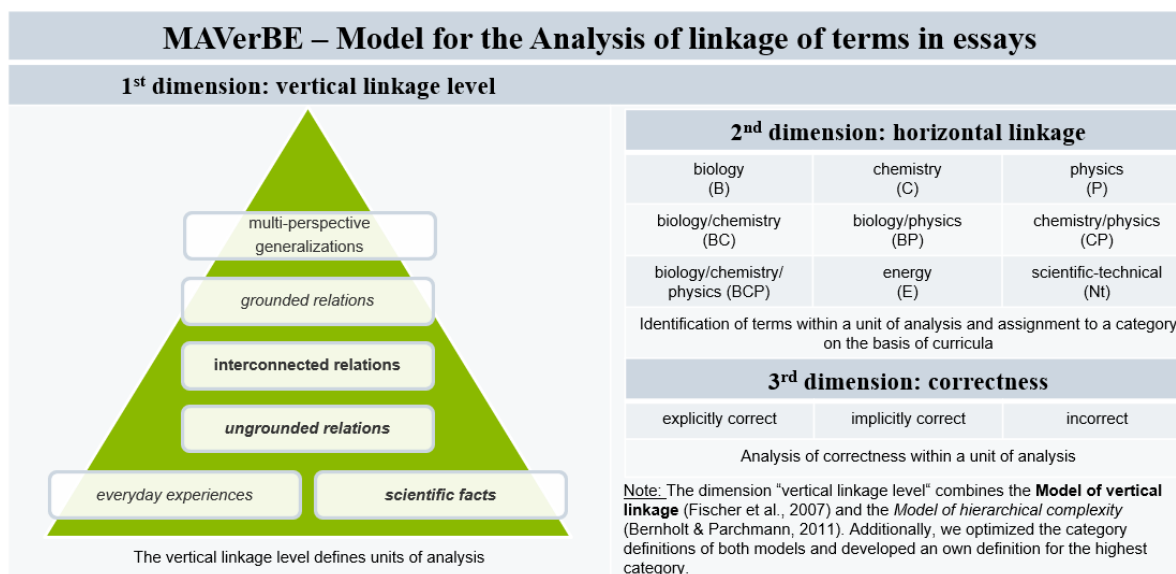 MAVerBE – Model for the Analysis of linkage of terms in essays
1st dimension: vertical linkage level
multi-perspective
generalizations
grounded relations
interconnected relations
ungrounded relations
everyday experiences
scientific facts
The vertical linkage level defines units of analysis
2nd dimension: horizontal linkage
biology
(B)
chemistry
(C)
physics
(P)
biology/chemistry
(BC)
biology/physics
(BP)
chemistry/physics
(CP)
biology/chemistry/
physics (BCP)
energy
(E)
scientific-technical
(Nt)
Identification of terms within a unit of analysis and assignment to a category
on the basis of curricula
3rd dimension: correctness
explicitly correct
implicitly correct
incorrect
Analysis of correctness within a unit of analysis
Note: The dimension “vertical linkage level“ combines the Model of vertical
linkage (Fischer et al., 2007) and the Model of hierarchical complexity
(Bernholt & Parchmann, 2011). Additionally, we optimized the category
definitions of both models and developed an own definition for the highest
category.